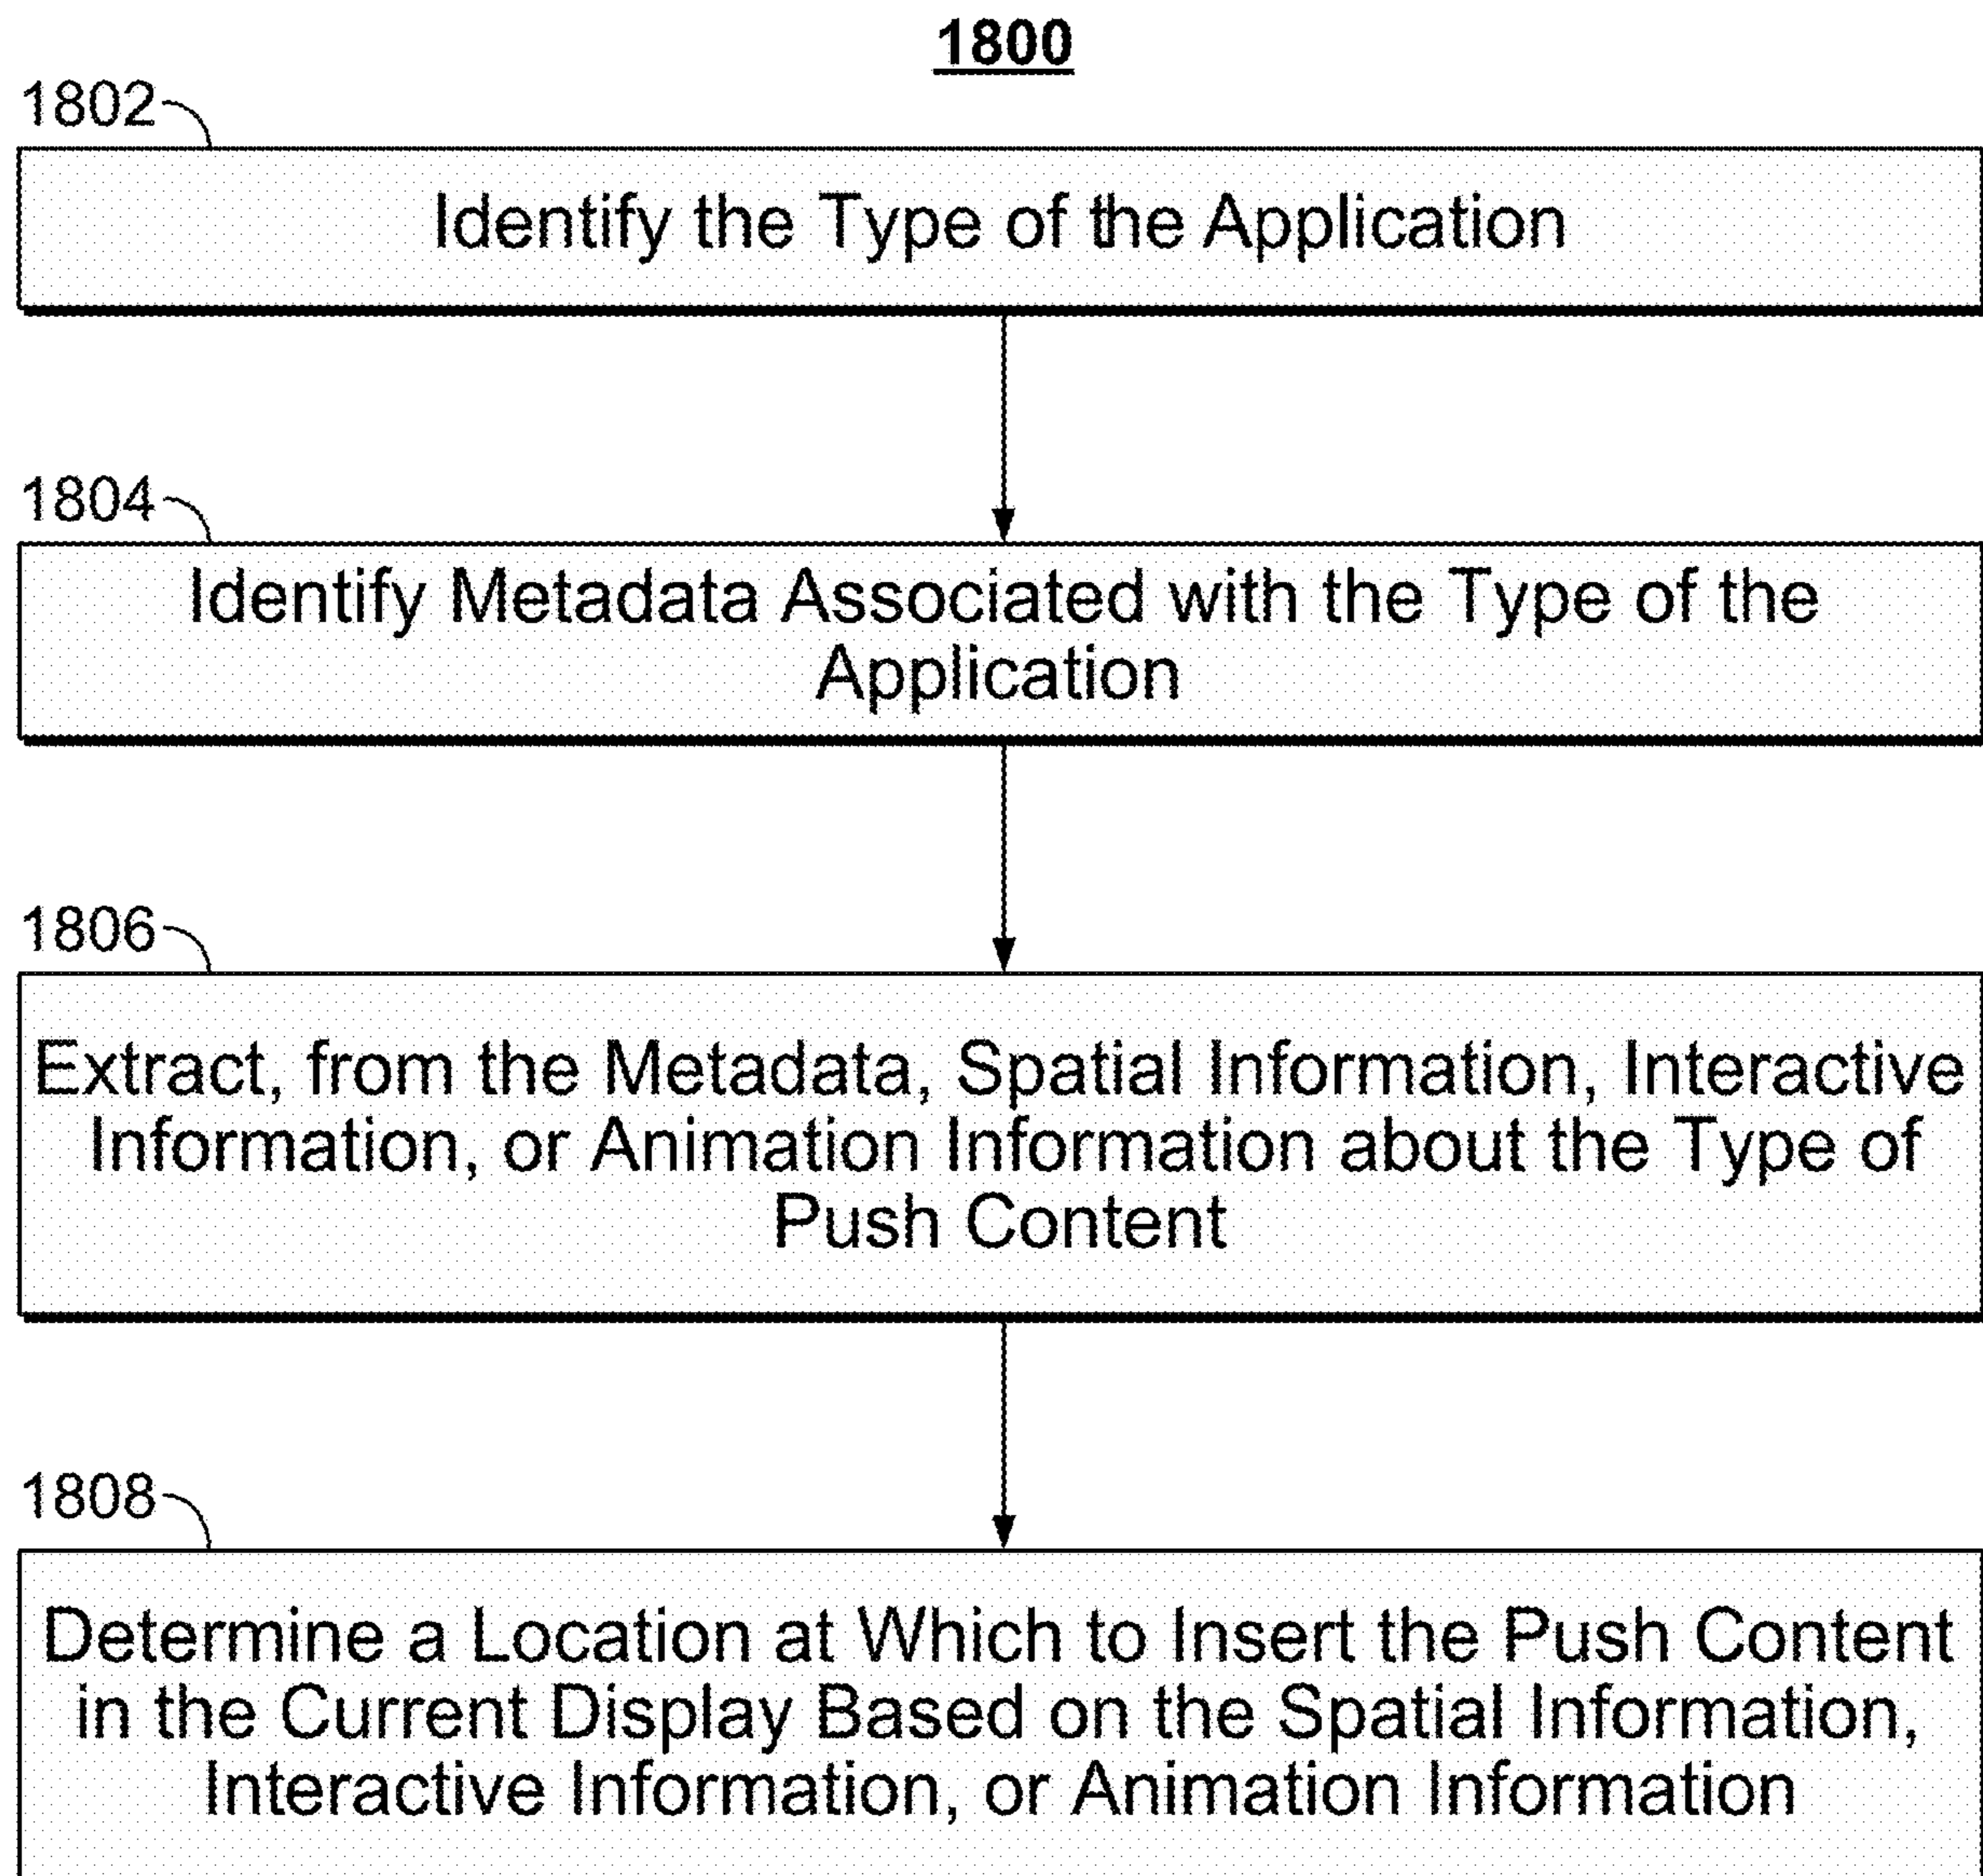 1800
1802
Identify the Type of the Application
1804
Identify Metadata Associated with the Type of the
Application
1806
Extract, from the Metadata, Spatial Information, Interactive
Information, or Animation Information about the Type of
Push Content
1808
Determine a Location at Which to Insert the Push Content
in the Current Display Based on the Spatial Information,
Interactive Information, or Animation Information